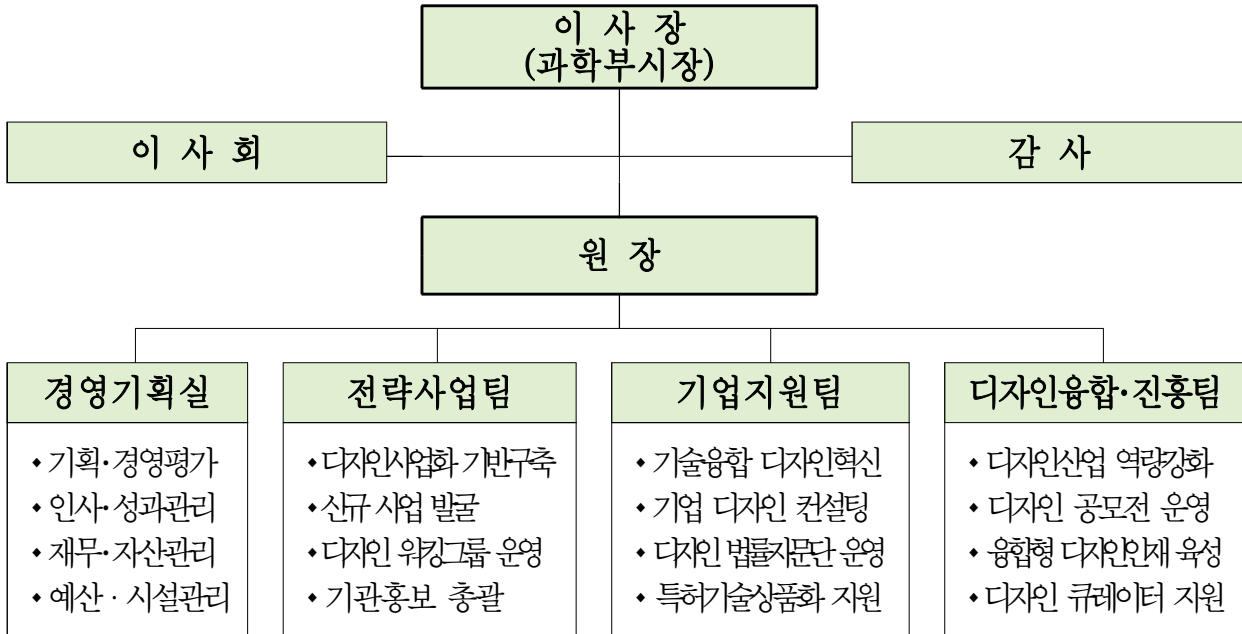 이 사 장
(과학부시장)
이 사 회
감 사
원 장
경영기획실
◆ 기획·경영평가
◆ 인사·성과관리
◆ 재무·자산관리
◆ 예산 · 시설관리
전략사업팀
◆ 디자인사업화 기반구축
◆ 신규 사업 발굴
◆ 디자인 워킹그룹 운영
◆ 기관홍보 총괄
기업지원팀
◆ 기술융합 디자인혁신
◆ 기업 디자인 컨설팅
◆ 디자인 법률자문단 운영
◆ 특허기술상품화 지원
디자인융합·진흥팀
◆ 디자인산업 역량강화
◆ 디자인 공모전 운영
◆ 융합형 디자인인재 육성
◆ 디자인 큐레이터 지원